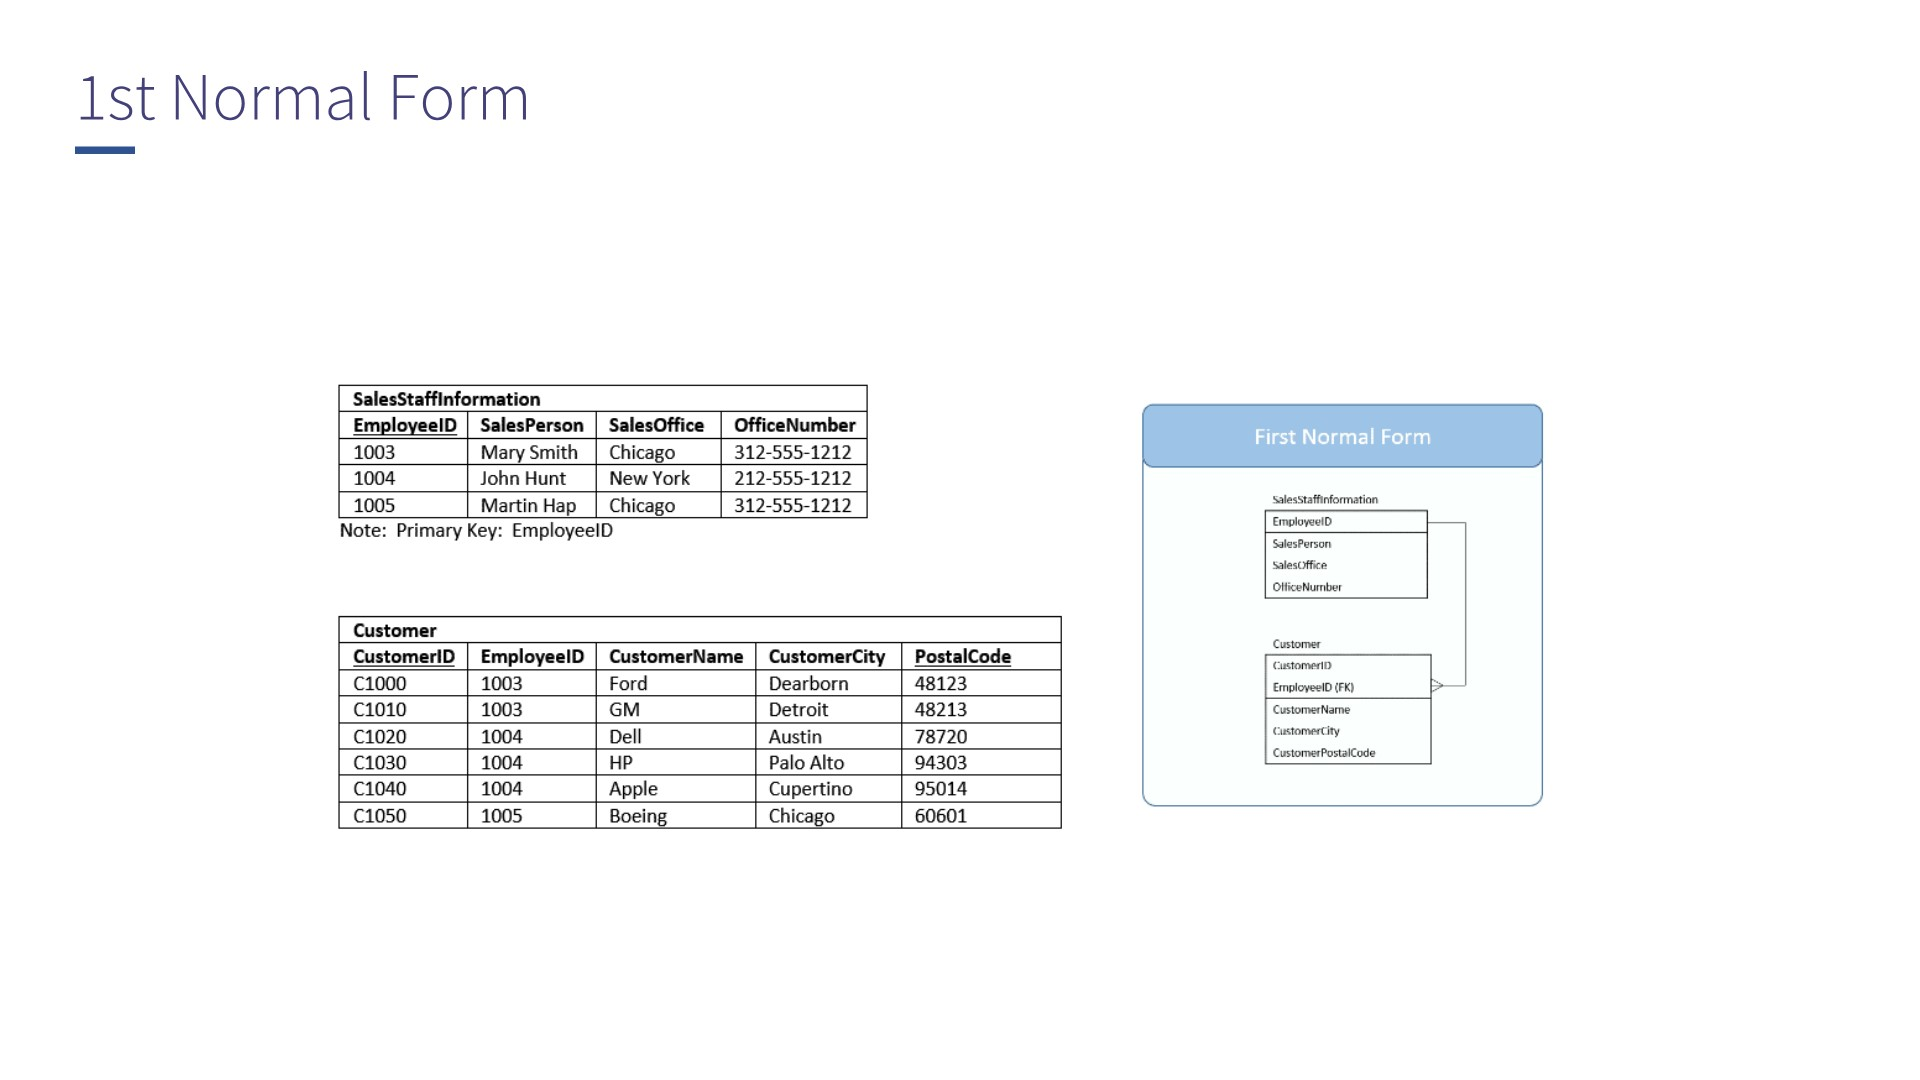 1st Normal Form
SalesStaffInformation
EmployeeID SalesPerson SalesOffice OfficeNumber
1003 Mary Smith Chicago 312-555-1212
1004 John Hunt New York 212-555-1212
1005 Martin Hap Chicago 312-555-1212
Note: Primary Key: EmployeeID
Customer
CustomerID EmployeeID CustomerName CustomerCity PostalCode
C1000 1003 Ford Dearborn 48123
C1010 1003 GM Detroit 48213
C1020 1004 Dell Austin 78720
C1030 1004 HP Palo Alto 94303
C1040 1004 Apple Cupertino 95014
C1050 1005 Boeing Chicago 60601
First Normal Form
SalesStaffInformation
EmployeeID
SalesPerson
SalesOffice
OfficeNumber
Customer
CustomerID
EmployeeID (FK)
CustomerName
CustomerCity
CustomerPostalCode